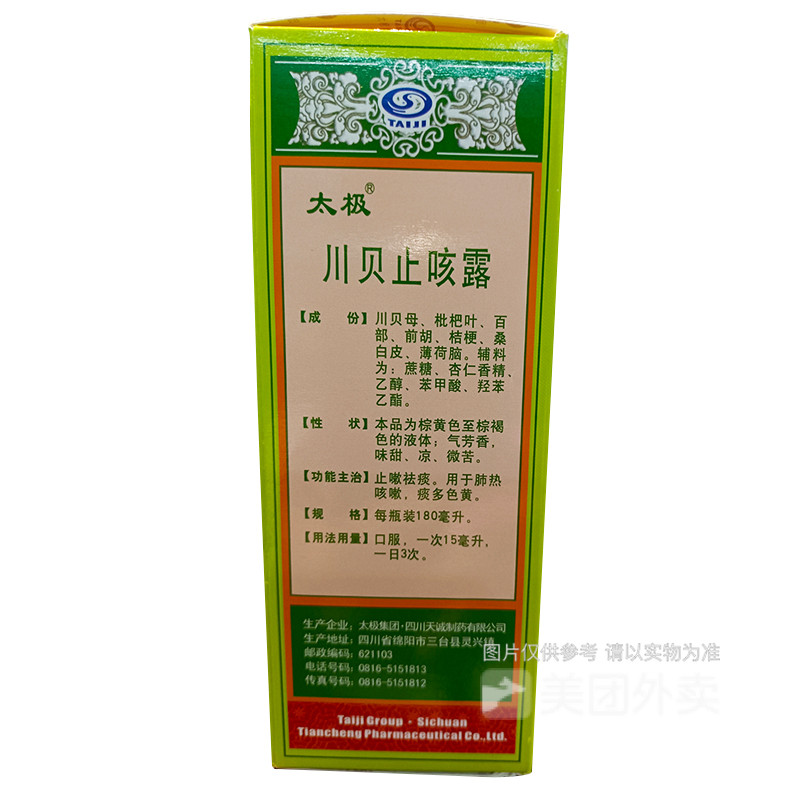 TAIJI
太极®
川贝止咳露
【成 份】川贝母、枇杷叶、百
部、前胡、桔梗、桑
白皮、薄荷脑。辅料
为：蔗糖、杏仁香精、
乙醇、苯甲酸、羟苯
乙酯。
【性 状】本品为棕黄色至棕褐
色的液体；气芳香，
味甜、凉、微苦。
【功能主治】止嗽祛痰。用于肺热
咳嗽，痰多色黄。
【规 格】每瓶装180毫升。
【用法用量】口服，一次15毫升，
一日3次。
生产企业：太极集团·四川天诚制药有限公司
生产地址：四川省绵阳市三台县灵兴镇
邮政编码：621103
电话号码：0816-5151813
传真号码：0816-5151812
图片仅供参考 请以实物为准
美团外卖
Taiji Group · Sichuan
Tiancheng Pharmaceutical Co.,Ltd.